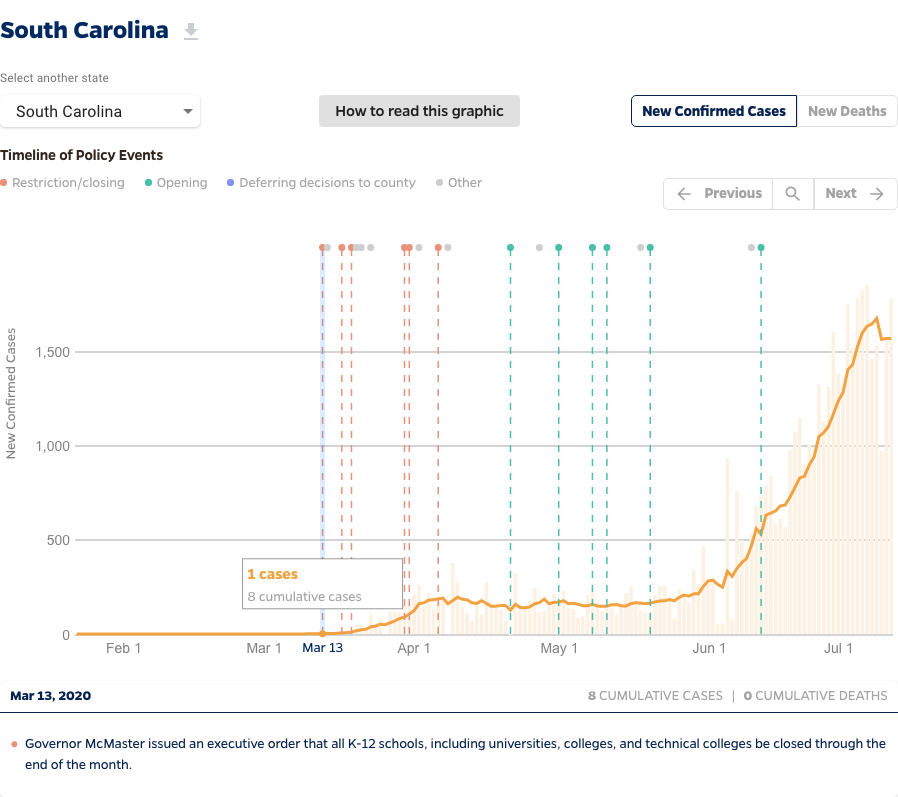 South Carolina
Select another state
South Carolina
How to read this graphic
New Confirmed Cases
New Deaths
Timeline of Policy Events
Restriction/closing
Opening
Deferring decisions to county
Other
Previous
Next
New Confirmed Cases
1,500
1,000
500
0
1 cases
8 cumulative cases
Feb 1
Mar 1
Mar 13
Apr 1
May 1
Jun 1
Jul 1
Mar 13, 2020
8 CUMULATIVE CASES | 0 CUMULATIVE DEATHS
Governor McMaster issued an executive order that all K-12 schools, including universities, colleges, and technical colleges be closed through the
end of the month.